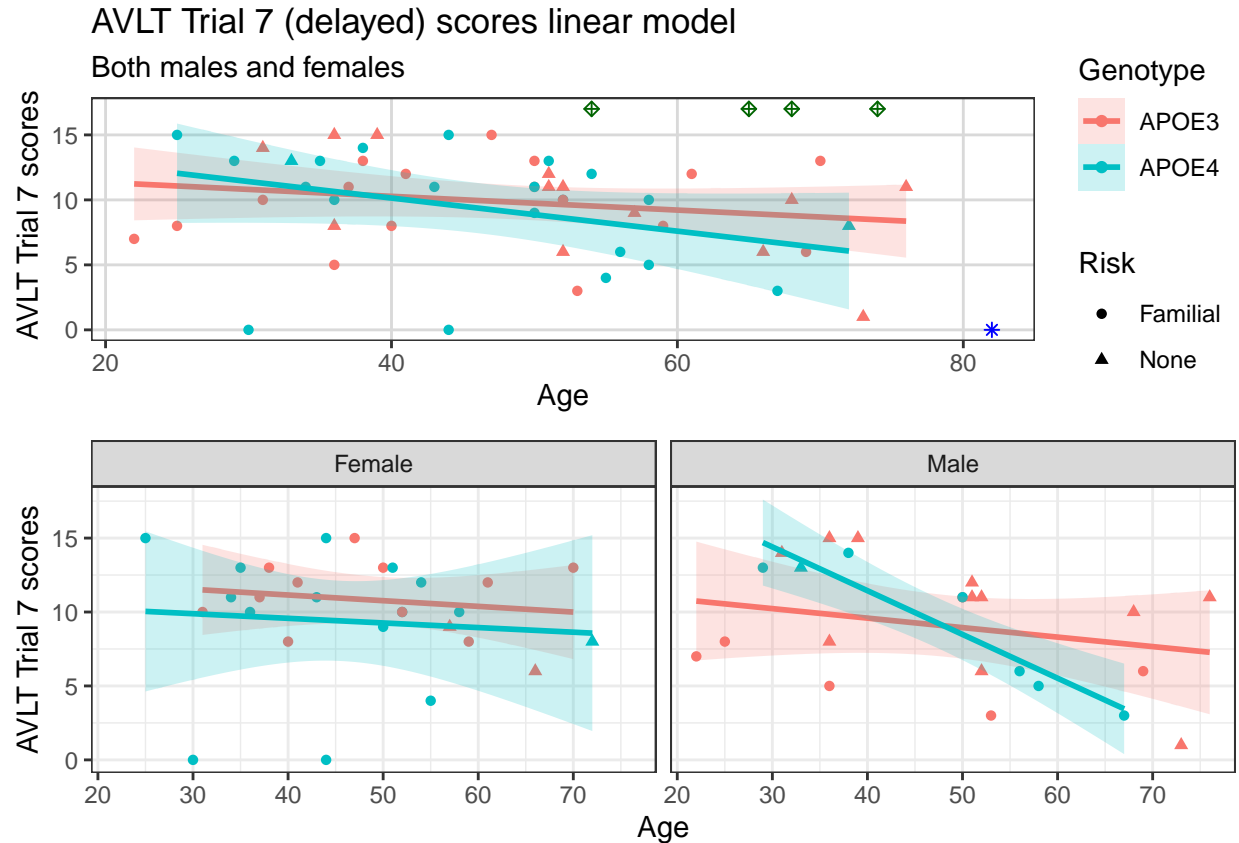 AVLT Trial 7 (delayed) scores linear model
Both males and females
AVLT Trial 7 scores
15
10
5
0
20 40 60 80
Age
Genotype
APOE3
APOE4
Risk
Familial
None
Female Male
AVLT Trial 7 scores
15
10
5
0
20 30 40 50 60 70 20 30 40 50 60 70
Age